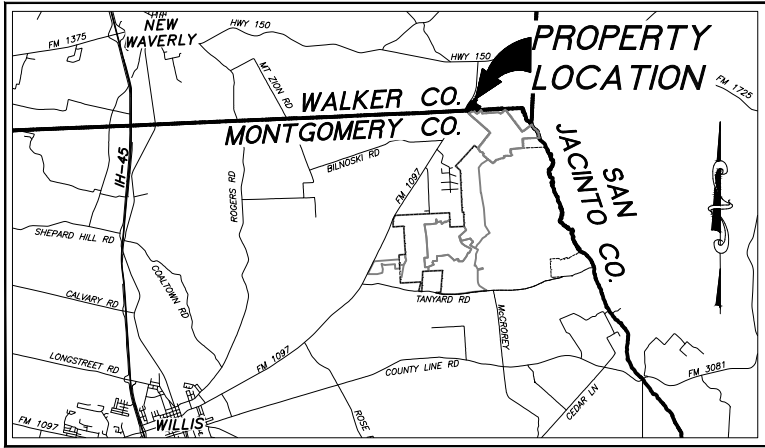 NEW
WAVERLY
HWY 150
FM 1375
HWY 150
PROPERTY
LOCATION
FM 1725
MT ZION RD
WALKER CO.
MONTGOMERY CO.
SAN
JACINTO CO.
IH-45
BILNOSKI RD
ROGERS RD
FM 1097
SHEPARD HILL RD
COALTOWN RD
CALVARY RD
TANYARD RD
McCROREY
LONGSTREET RD
FM 1097
COUNTY LINE RD
FM 3081
CEDAR LN
WILLIS
FM 1097
ROSE